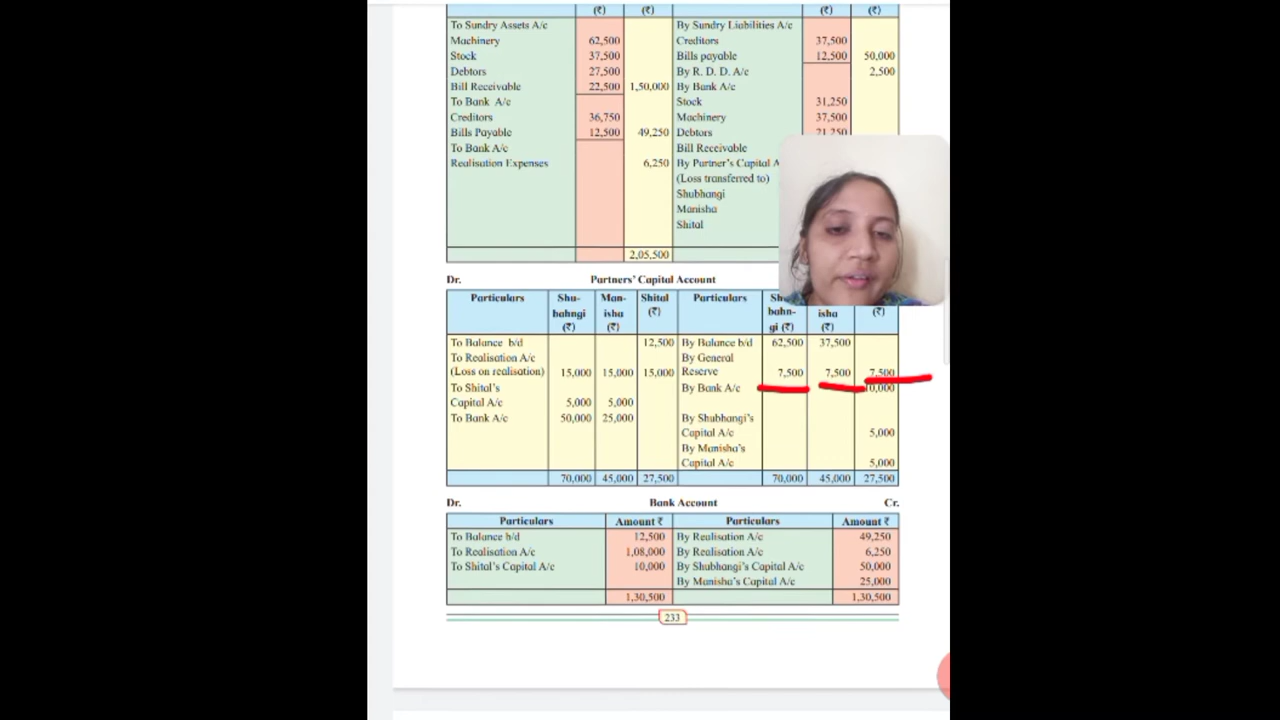 (₹) (₹) (₹) (₹)
To Sundry Assets A/c By Sundry Liabilities A/c
Machinery 62,500 Creditors 37,500
Stock 37,500 Bills payable 12,500 50,000
Debtors 27,500 By R. D. D. A/c 2,500
Bill Receivable 22,500 1,50,000 By Bank A/c
To Bank A/c Stock 31,250
Creditors 36,750 Machinery 37,500
Bills Payable 12,500 49,250 Debtors 21,250
To Bank A/c Bill Receivable
Realisation Expenses 6,250 By Partner's Capital A
(Loss transferred to)
Shubhangi
Manisha
Shital
2,05,500
Dr. Partners' Capital Account
Particulars Shu- Man- Shital Particulars Sh
bahngi isha (₹) bahn- isha (₹)
(₹) (₹) gi (₹) (₹)
To Balance b/d 12,500 By Balance b/d 62,500 37,500
To Realisation A/c By General
(Loss on realisation) 15,000 15,000 15,000 Reserve 7,500 7,500 7,500
To Shital's By Bank A/c 10,000
Capital A/c 5,000 5,000
To Bank A/c 50,000 25,000 By Shubhangi's
Capital A/c 5,000
By Manisha's
Capital A/c 5,000
70,000 45,000 27,500 70,000 45,000 27,500
Dr. Bank Account Cr.
Particulars Amount ₹ Particulars Amount ₹
To Balance b/d 12,500 By Realisation A/c 49,250
To Realisation A/c 1,08,000 By Realisation A/c 6,250
To Shital's Capital A/c 10,000 By Shubhangi's Capital A/c 50,000
By Manisha's Capital A/c 25,000
1,30,500 1,30,500
233